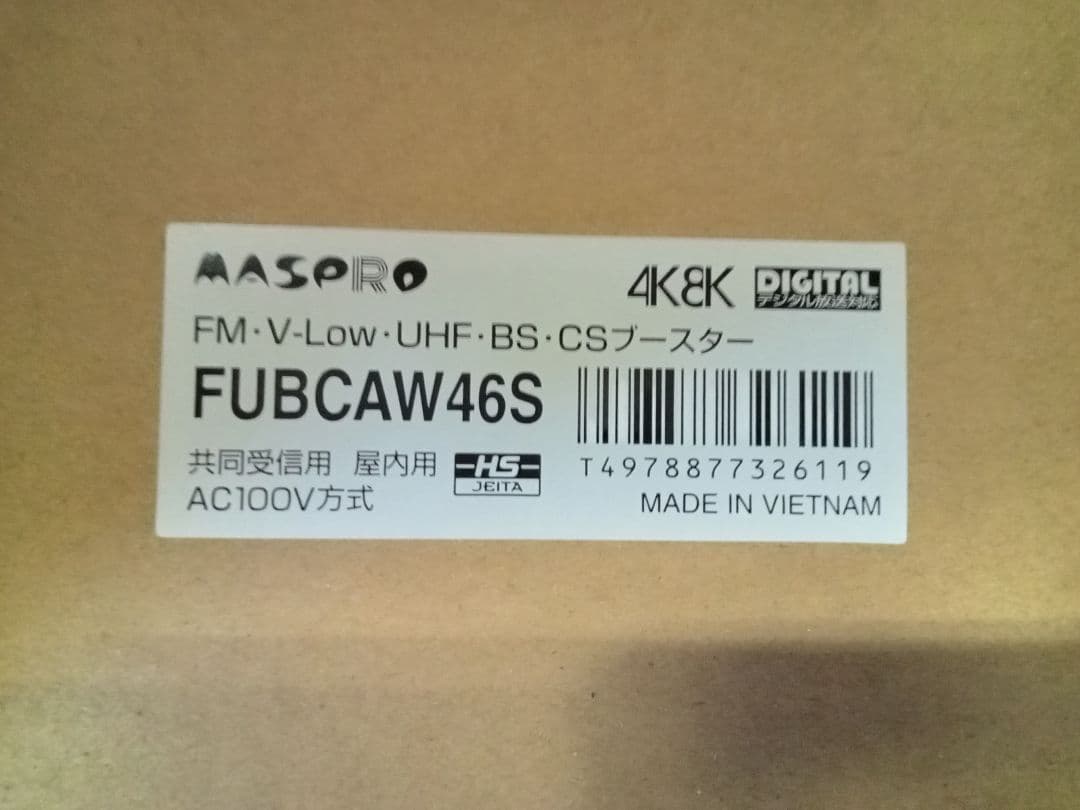 MASPRO
4K8K
DIGITAL
デジタル放送対応
FM・V-Low・UHF・BS・CSブースター
FUBCAW46S
T4978877326119
共同受信用 屋内用
HS
JEITA
AC100V方式
MADE IN VIETNAM